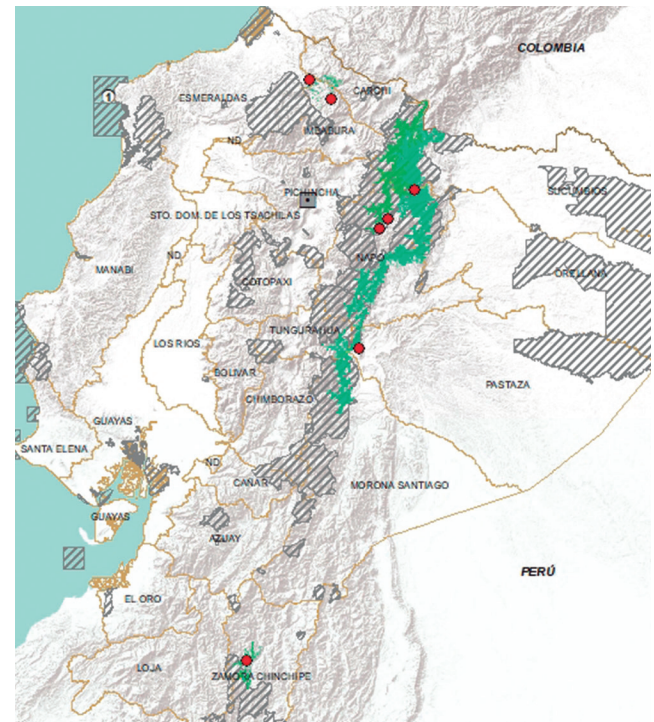 COLOMBIA
1
ESMERALDAS
CARCHI
IMBABURA
ND
PICHINCHA
SUCUMBIOS
STO. DOM. DE LOS TSACHILAS
ND
NAPO
MANABI
COTOPAXI
ORELLANA
TUNGURAHUA
LOS RIOS
BOLIVAR
PASTAZA
CHIMBORAZO
GUAYAS
SANTA ELENA
ND
CAÑAR
MORONA SANTIAGO
GUAYAS
AZUAY
PERÚ
EL ORO
LOJA
ZAMORA CHINCHIPE